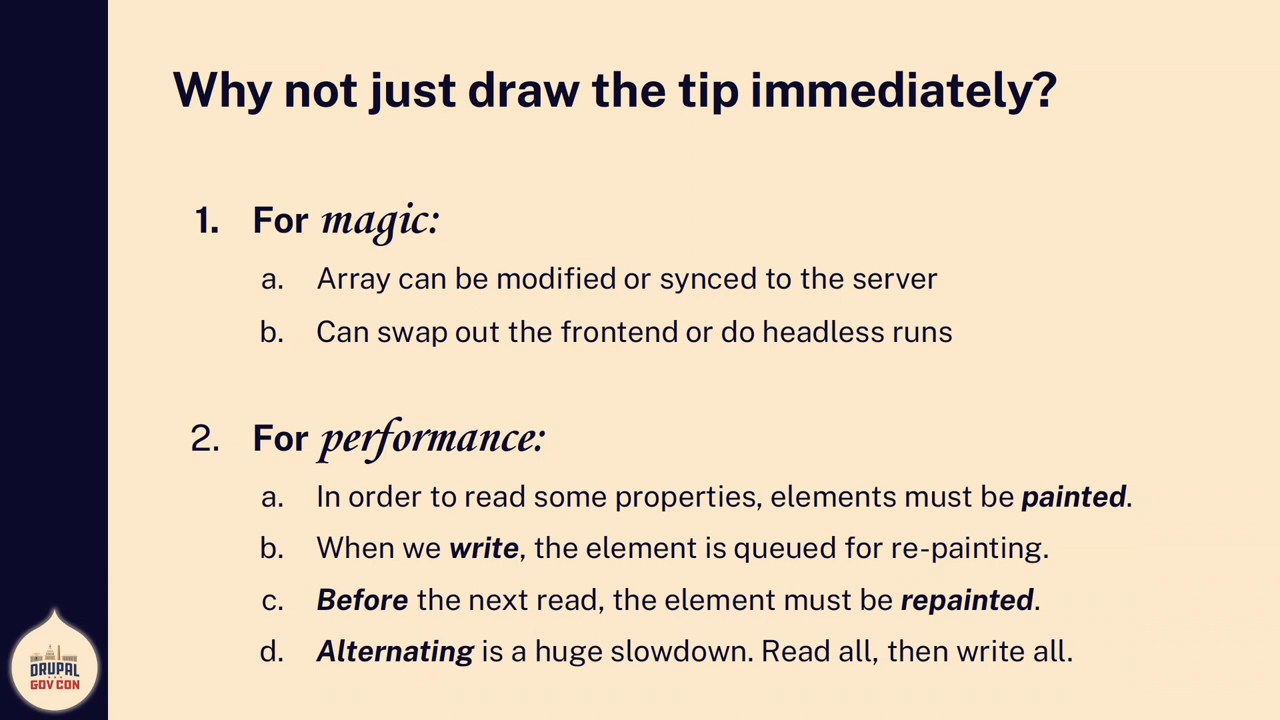 Why not just draw the tip immediately?
1. For magic:
a. Array can be modified or synced to the server
b. Can swap out the frontend or do headless runs
2. For performance:
a. In order to read some properties, elements must be painted.
b. When we write, the element is queued for re-painting.
c. Before the next read, the element must be repainted.
d. Alternating is a huge slowdown. Read all, then write all.
DRUPAL
GOV CON